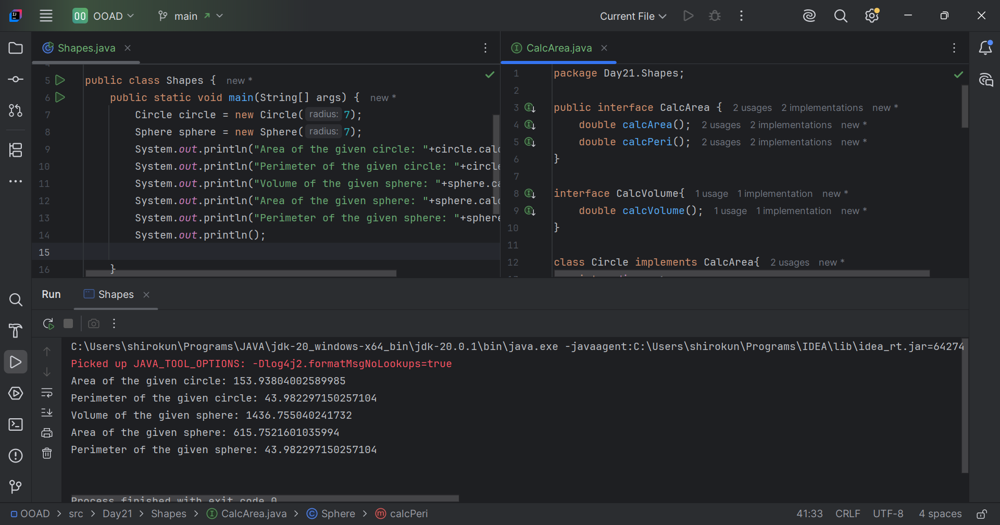 OO OOAD main Current File
Shapes.java
CalcArea.java
5 public class Shapes { new *
6 public static void main(String[] args) { new *
7 Circle circle = new Circle( radius: 7);
8 Sphere sphere = new Sphere( radius: 7);
9 System.out.println("Area of the given circle: "+circle.calc
10 System.out.println("Perimeter of the given circle: "+circle
11 System.out.println("Volume of the given sphere: "+sphere.ca
12 System.out.println("Area of the given sphere: "+sphere.calc
13 System.out.println("Perimeter of the given sphere: "+sphere
14 System.out.println();
15
16 }
1 package Day21.Shapes;
2
3 public interface CalcArea { 2 usages 2 implementations new *
4 double calcArea(); 2 usages 2 implementations new *
5 double calcPeri(); 2 usages 2 implementations new *
6 }
7
8 interface CalcVolume{ 1 usage 1 implementation new *
9 double calcVolume(); 1 usage 1 implementation new *
10 }
11
12 class Circle implements CalcArea{ 2 usages new *
Run Shapes
C:\Users\shirokun\Programs\JAVA\jdk-20_windows-x64_bin\jdk-20.0.1\bin\java.exe -javaagent:C:\Users\shirokun\Programs\IDEA\lib\idea_rt.jar=64274
Picked up JAVA_TOOL_OPTIONS: -Dlog4j2.formatMsgNoLookups=true
Area of the given circle: 153.93804002589985
Perimeter of the given circle: 43.982297150257104
Volume of the given sphere: 1436.755040241732
Area of the given sphere: 615.7521601035994
Perimeter of the given sphere: 43.982297150257104
Process finished with exit code 0
OOAD > src > Day21 > Shapes > CalcArea.java > Sphere > calcPeri 41:33 CRLF UTF-8 4 spaces